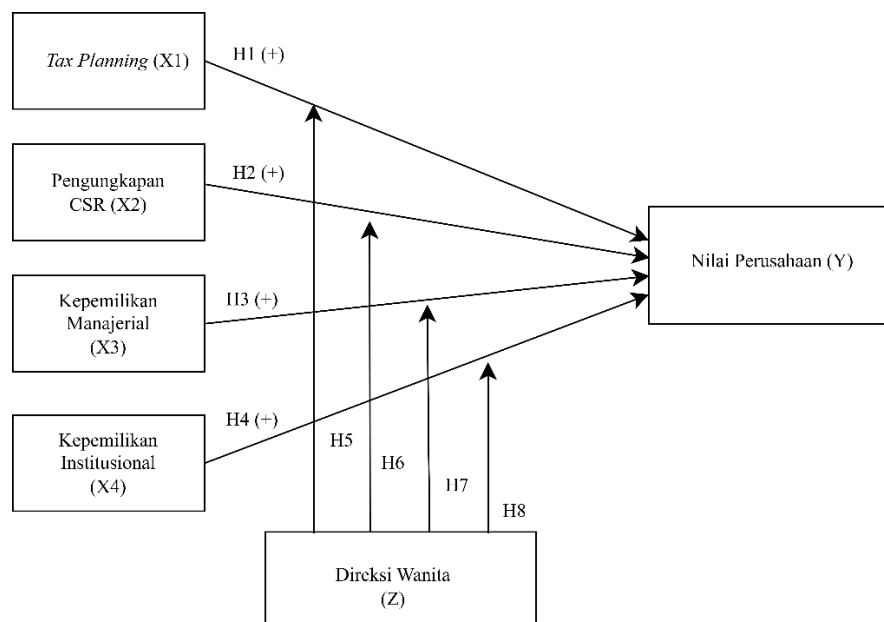 Tax Planning (X1)
H1 (+)
Pengungkapan
CSR (X2)
H2 (+)
Kepemilikan
Manajerial
(X3)
H3 (+)
Kepemilikan
Institusional
(X4)
H4 (+)
Nilai Perusahaan (Y)
H5
H6
H7
H8
Direksi Wanita
(Z)